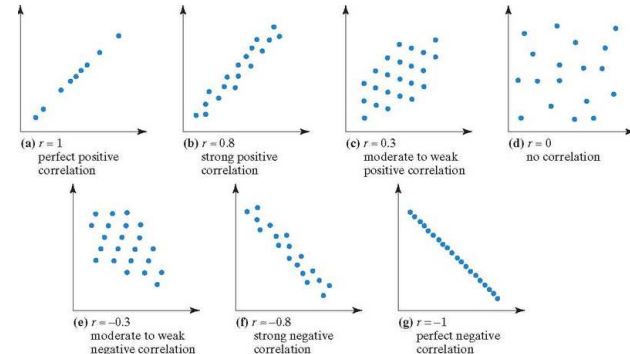 (a) r = 1
perfect positive
correlation
(b) r = 0.8
strong positive
correlation
(c) r = 0.3
moderate to weak
positive correlation
(d) r = 0
no correlation
(e) r = –0.3
moderate to weak
negative correlation
(f) r = –0.8
strong negative
correlation
(g) r = –1
perfect negative
correlation